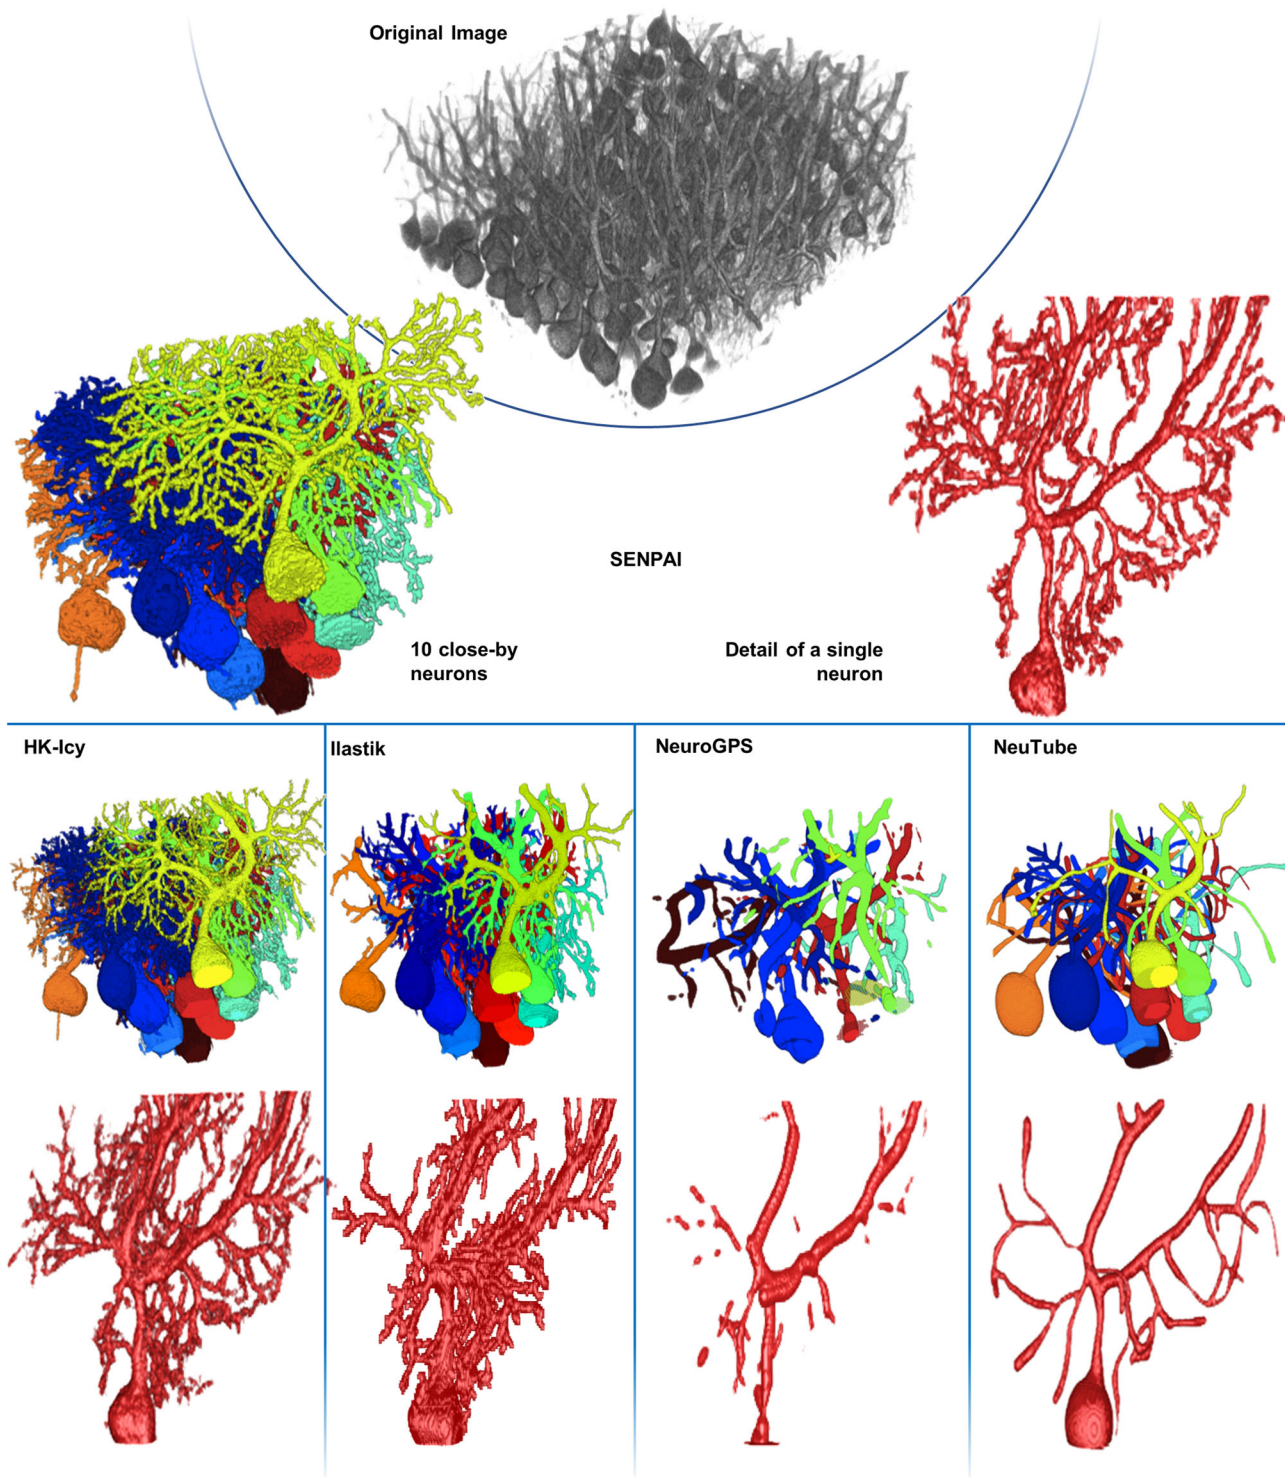 Original Image
SENPAI
10 close-by
neurons
Detail of a single
neuron
HK-Icy
Ilastik
NeuroGPS
NeuTube